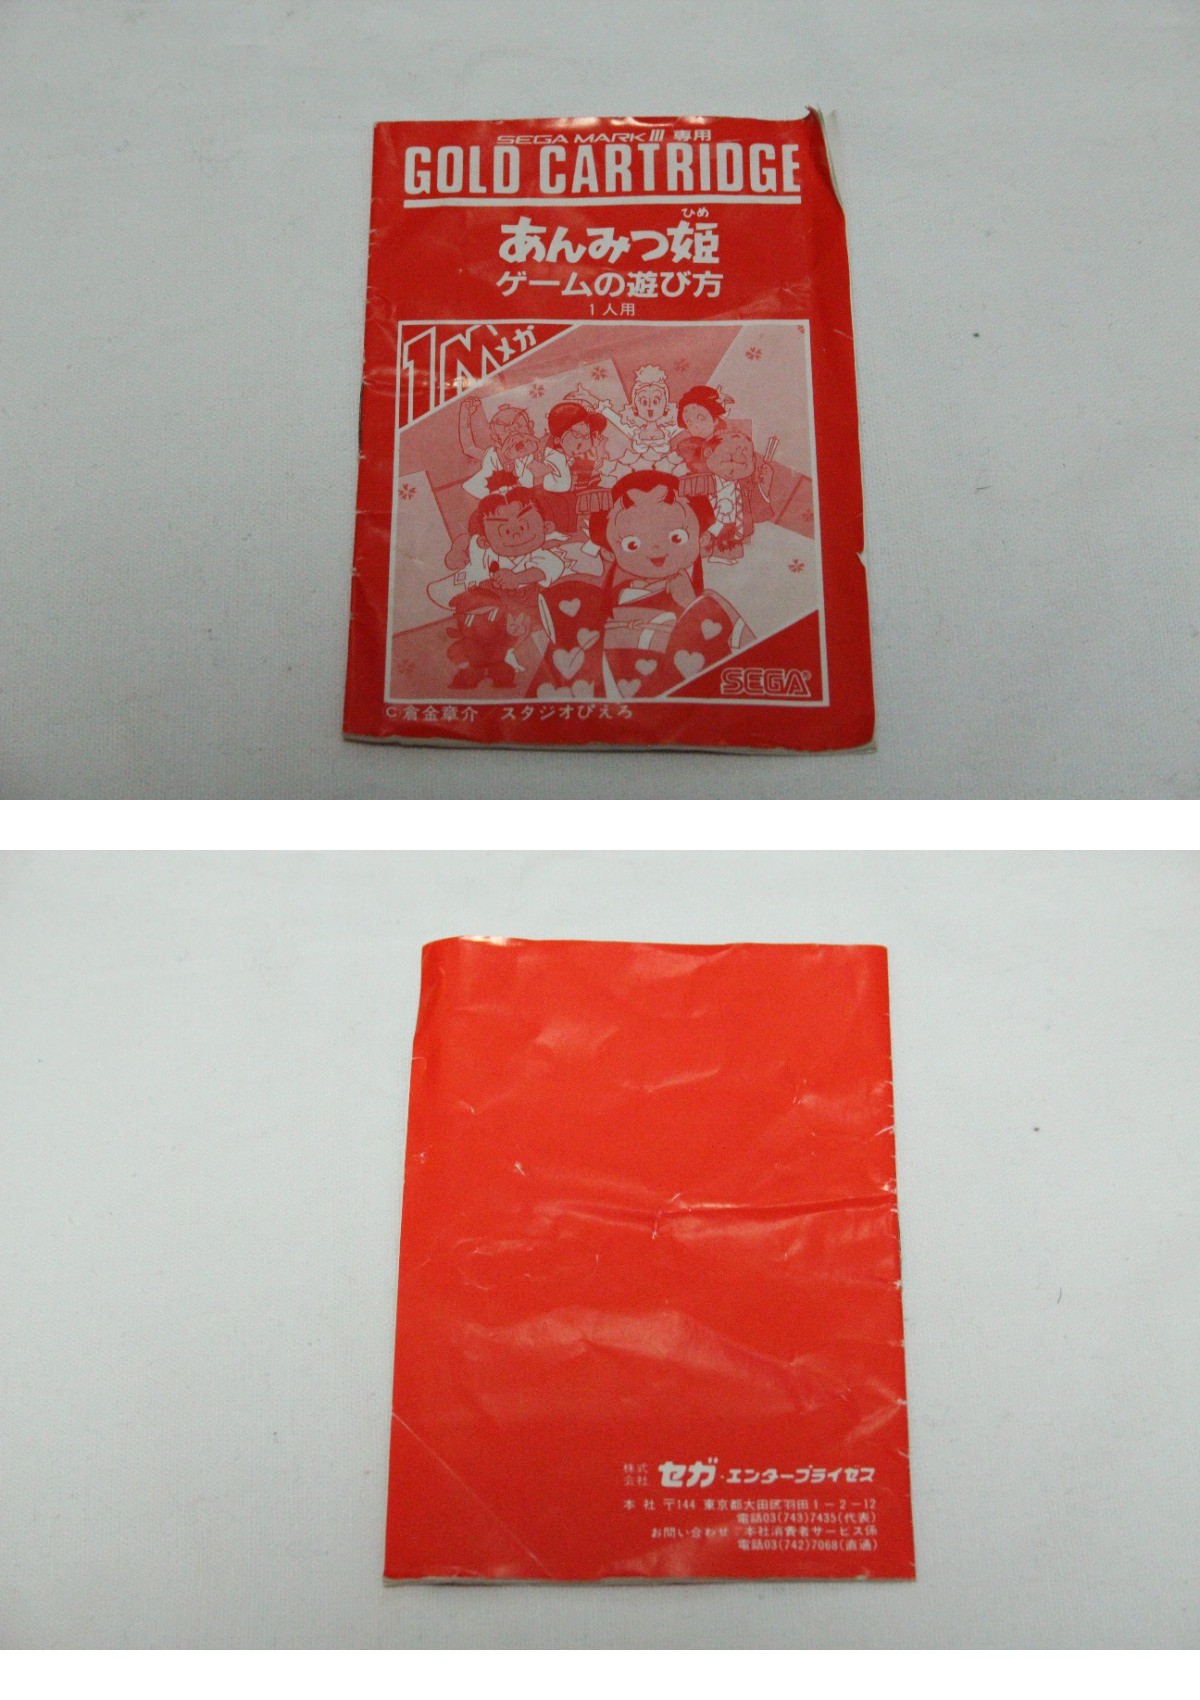 SEGA MARK III 専用
GOLD CARTRIDGE
ひめ
あんみつ姫
ゲームの遊び方
1人用
1Mメガ
SEGA®
©倉金章介 スタジオぴえろ
株式会社 セガ・エンタープライゼス
本社 〒144 東京都大田区羽田1-2-12
電話03(743)7435(代表)
お問い合わせ:本社消費者サービス係
電話03(742)7068(直通)